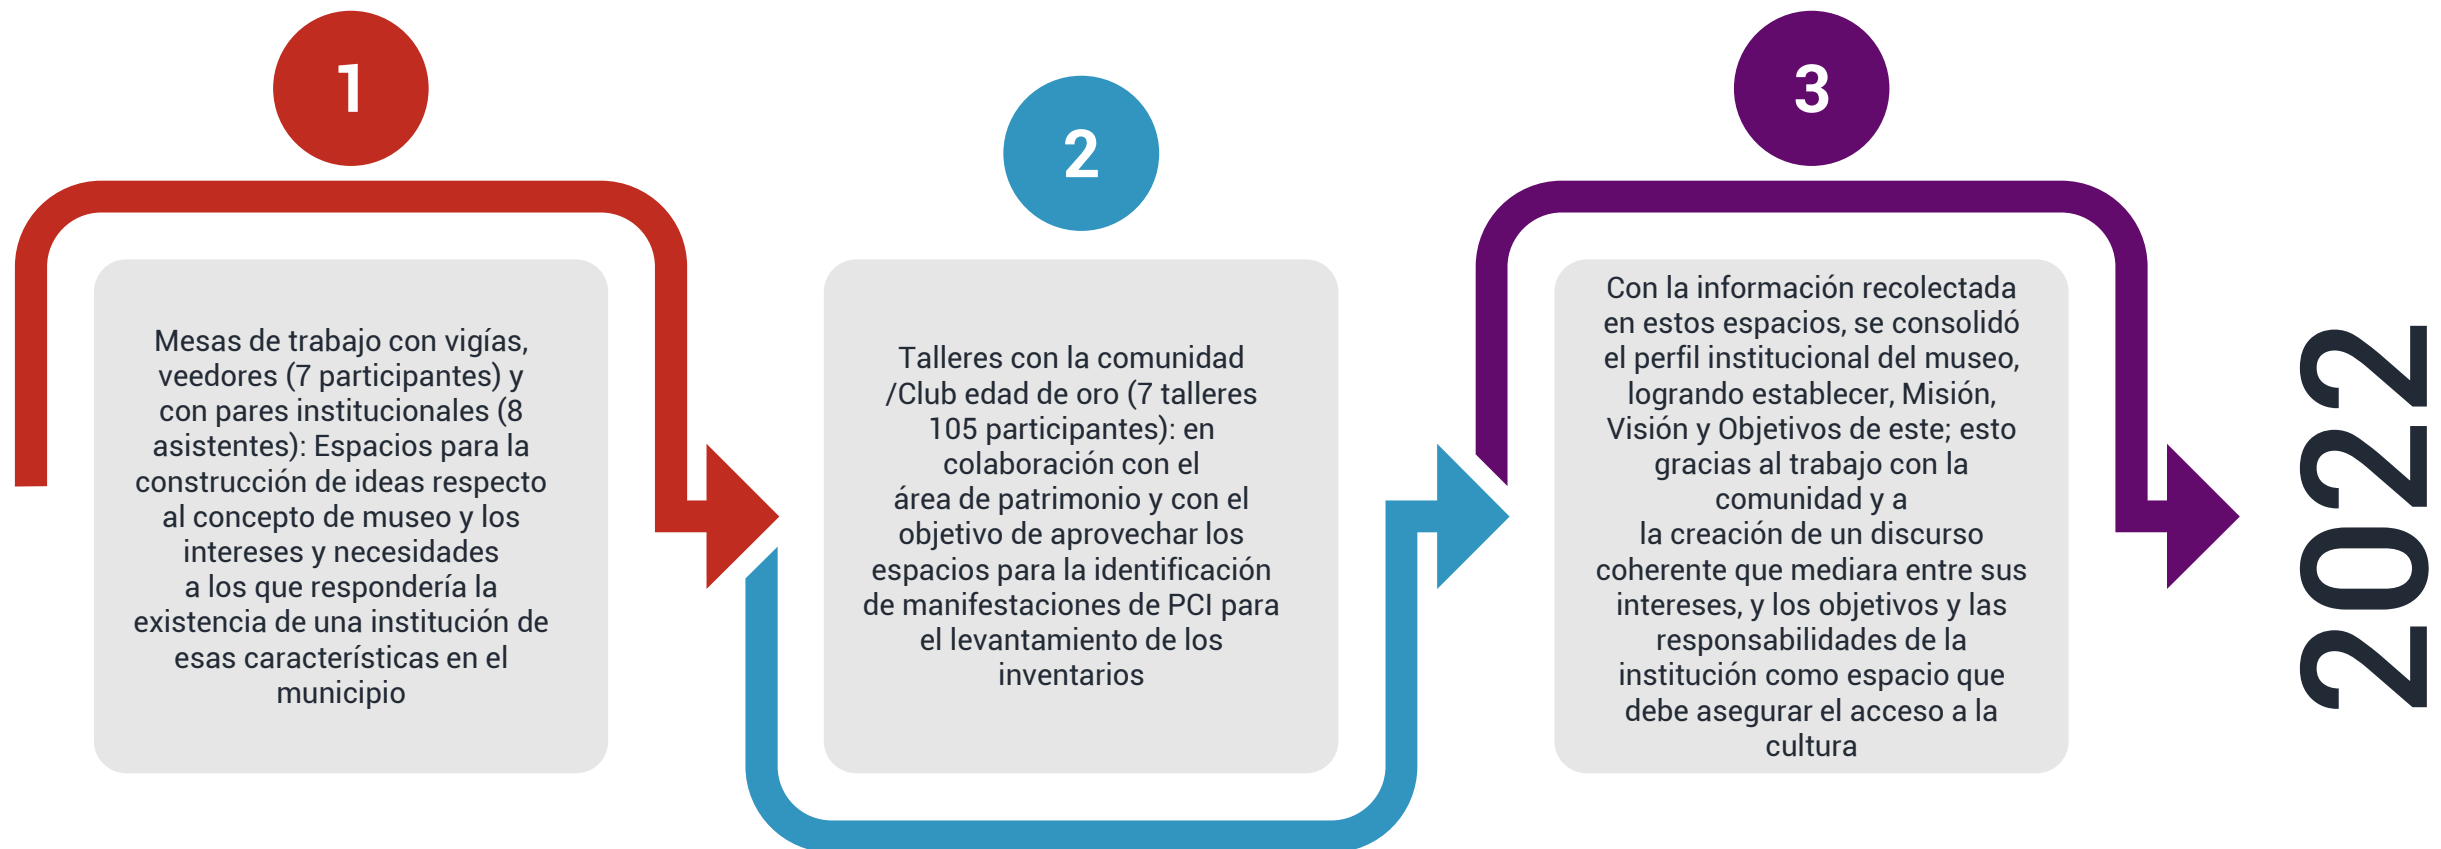 1
Mesas de trabajo con vigías,
veedores (7 participantes) y
con pares institucionales (8
asistentes): Espacios para la
construcción de ideas respecto
al concepto de museo y los
intereses y necesidades
a los que respondería la
existencia de una institución de
esas características en el
municipio
2
Talleres con la comunidad
/Club edad de oro (7 talleres
105 participantes): en
colaboración con el
área de patrimonio y con el
objetivo de aprovechar los
espacios para la identificación
de manifestaciones de PCI para
el levantamiento de los
inventarios
3
Con la información recolectada
en estos espacios, se consolidó
el perfil institucional del museo,
logrando establecer, Misión,
Visión y Objetivos de este; esto
gracias al trabajo con la
comunidad y a
la creación de un discurso
coherente que mediara entre sus
intereses, y los objetivos y las
responsabilidades de la
institución como espacio que
debe asegurar el acceso a la
cultura
2022